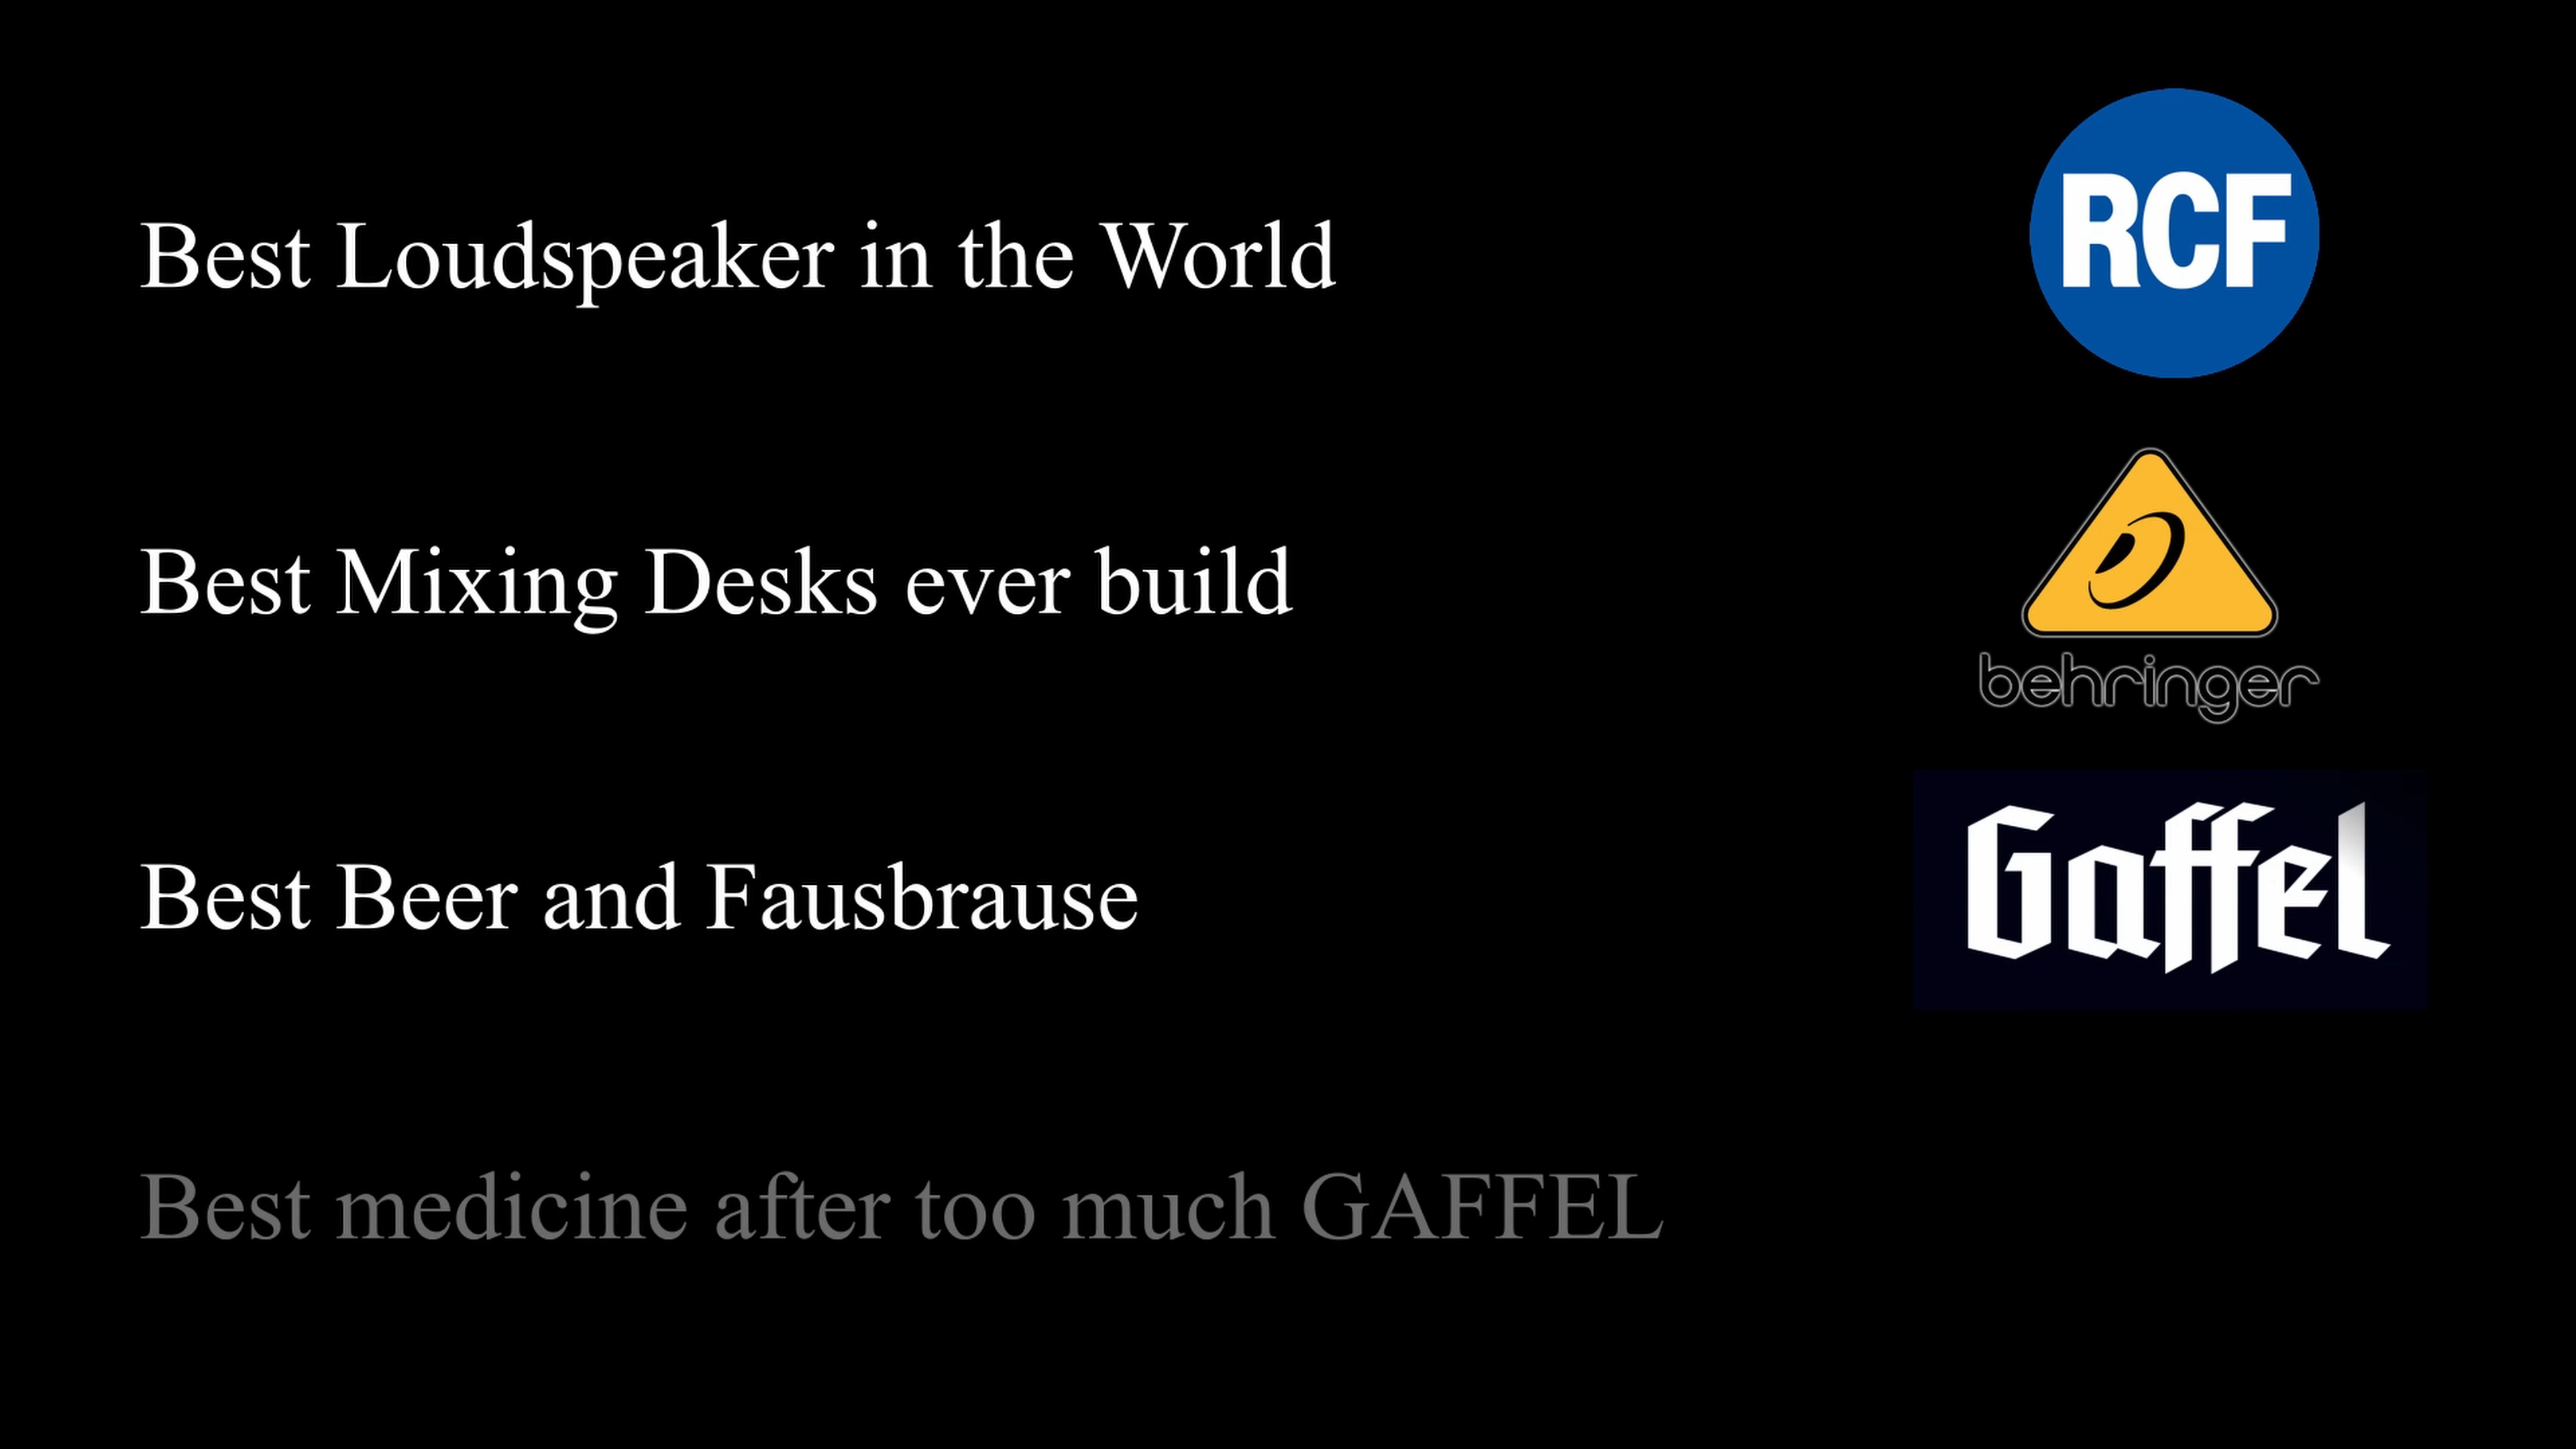 Best Loudspeaker in the World
RCF
Best Mixing Desks ever build
behringer
Best Beer and Fausbrause
Gaffel
Best medicine after too much GAFFEL